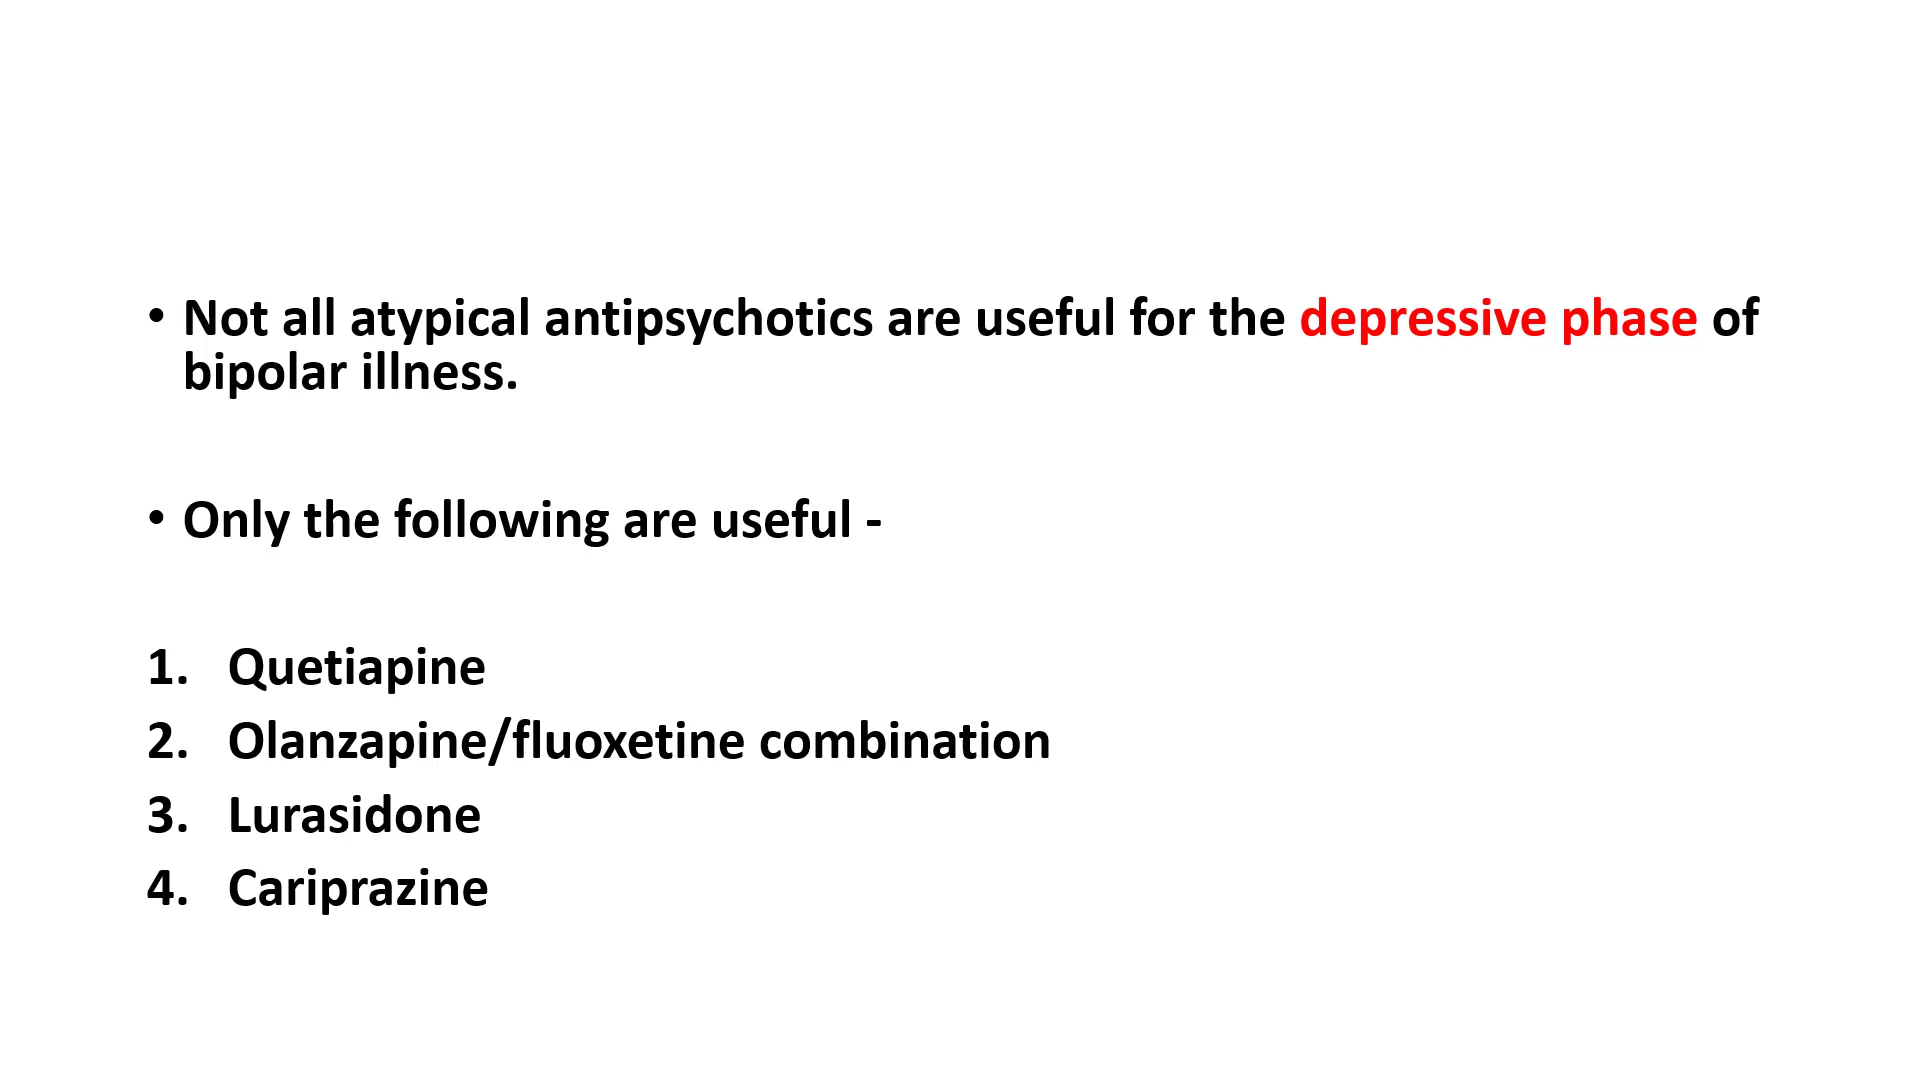 • Not all atypical antipsychotics are useful for the depressive phase of
bipolar illness.
• Only the following are useful -
1. Quetiapine
2. Olanzapine/fluoxetine combination
3. Lurasidone
4. Cariprazine